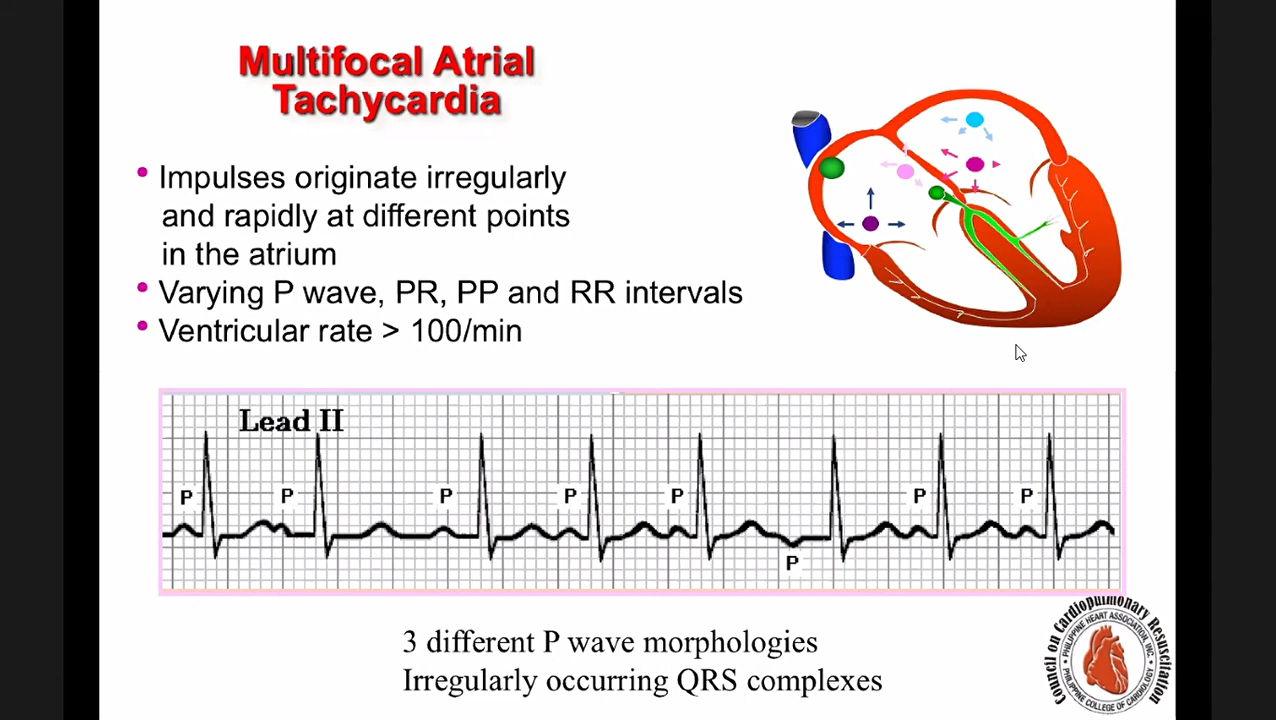 Multifocal Atrial
Tachycardia
• Impulses originate irregularly
and rapidly at different points
in the atrium
• Varying P wave, PR, PP and RR intervals
• Ventricular rate > 100/min
Lead II
P P P P P P P
P
3 different P wave morphologies
Irregularly occurring QRS complexes
Council on Cardiopulmonary Resuscitation
PHILIPPINE HEART ASSOCIATION, INC.
PHILIPPINE COLLEGE OF CARDIOLOGY